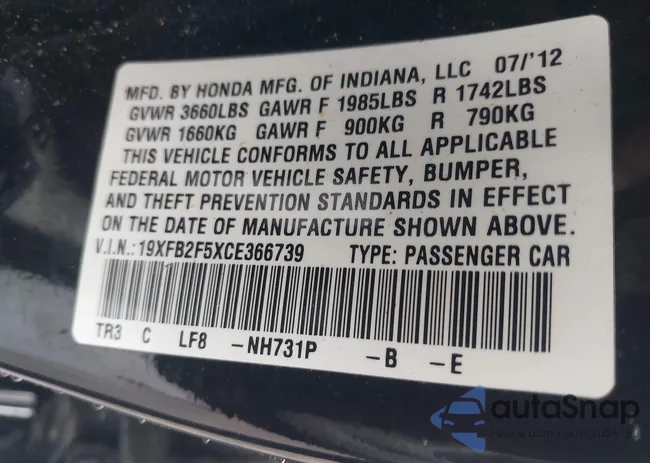 MFD. BY HONDA MFG. OF INDIANA, LLC 07/'12
GVWR 3660LBS GAWR F 1985LBS R 1742LBS
GVWR 1660KG GAWR F 900KG R 790KG
THIS VEHICLE CONFORMS TO ALL APPLICABLE
FEDERAL MOTOR VEHICLE SAFETY, BUMPER,
AND THEFT PREVENTION STANDARDS IN EFFECT
ON THE DATE OF MANUFACTURE SHOWN ABOVE.
V.I.N.: 19XFB2F5XCE366739 TYPE: PASSENGER CAR
TR3 C LF8 -NH731P -B -E
autoSnap